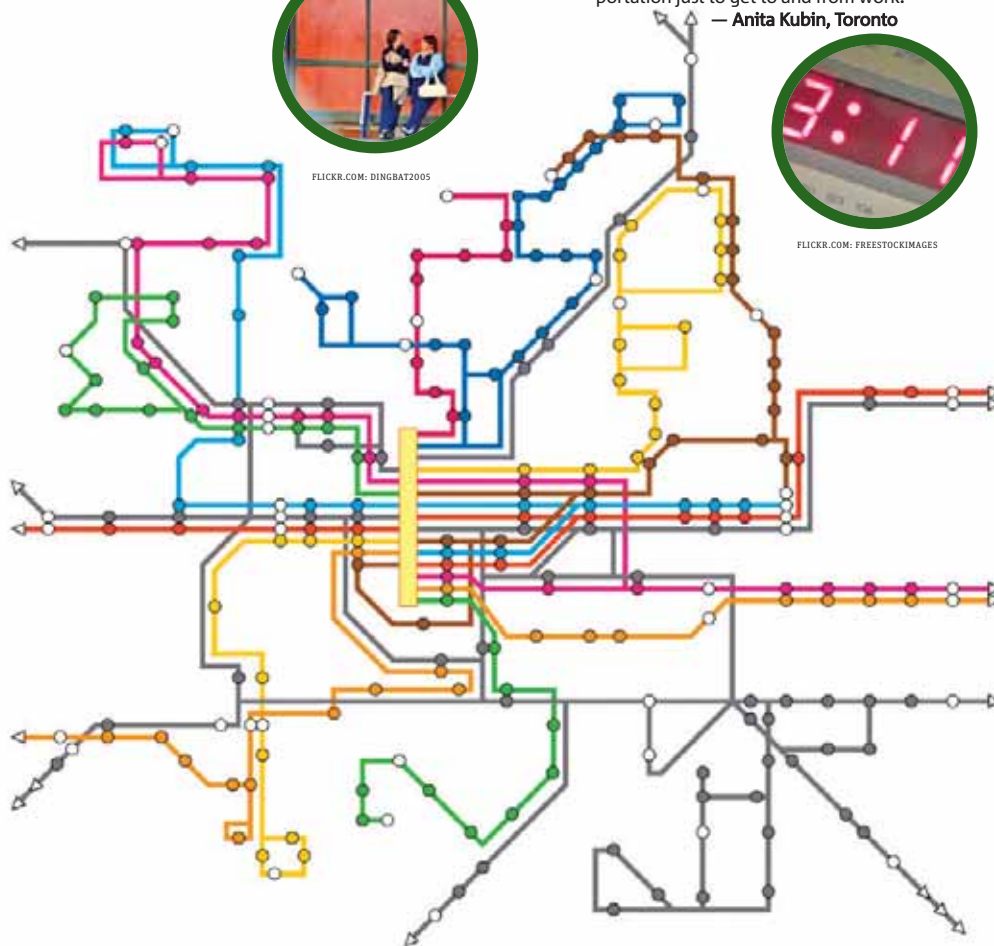 portation just to get to and from work.
— Anita Kubin, Toronto
3:11
FLICKR.COM: DINGBAT2005
FLICKR.COM: FREESTOCKIMAGES